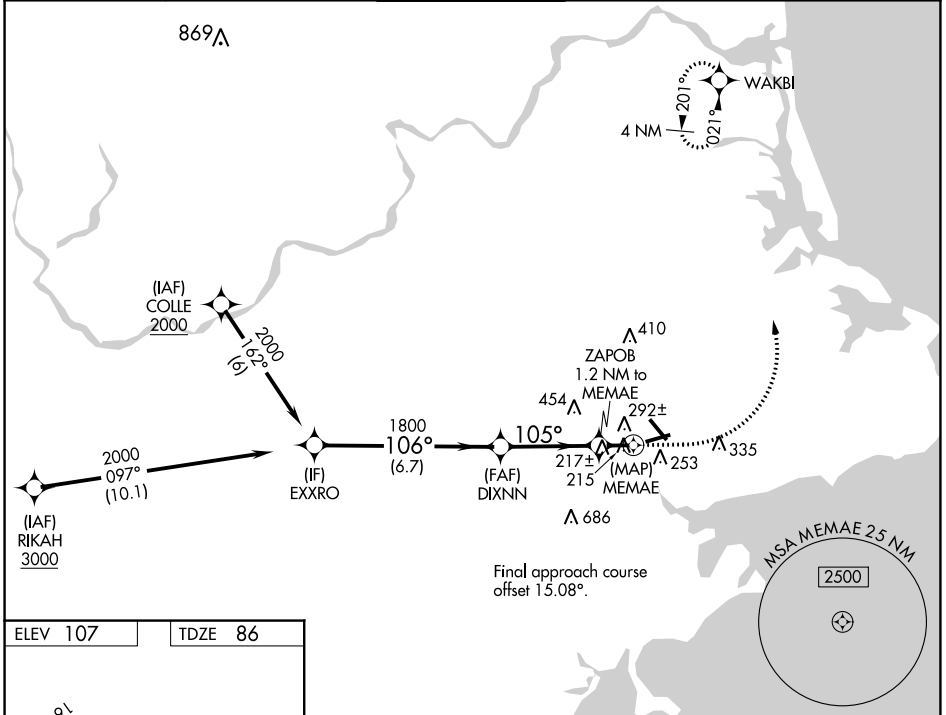 869
WAKBI
201°
021°
4 NM
(IAF)
COLLE
2000
2000
162°
(6)
410
ZAPOB
1.2 NM to
MEMAE
454
292±
1800
106°
(6.7)
105°
2000
097°
(10.1)
(IF)
EXXRO
(FAF)
DIXNN
217±
215
(MAP)
MEMAE
253
335
(IAF)
RIKAH
3000
686
Final approach course
offset 15.08°.
MSA MEMAE 25 NM
2500
ELEV 107
TDZE 86
16